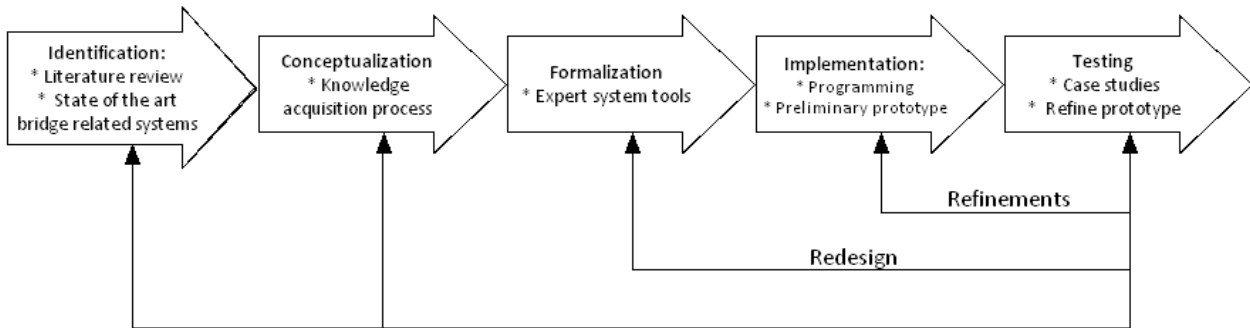 Identification:
* Literature review
* State of the art
bridge related systems
Conceptualization
* Knowledge
acquisition process
Formalization
* Expert system tools
Implementation:
* Programming
* Preliminary prototype
Testing
* Case studies
* Refine prototype
Refinements
Redesign